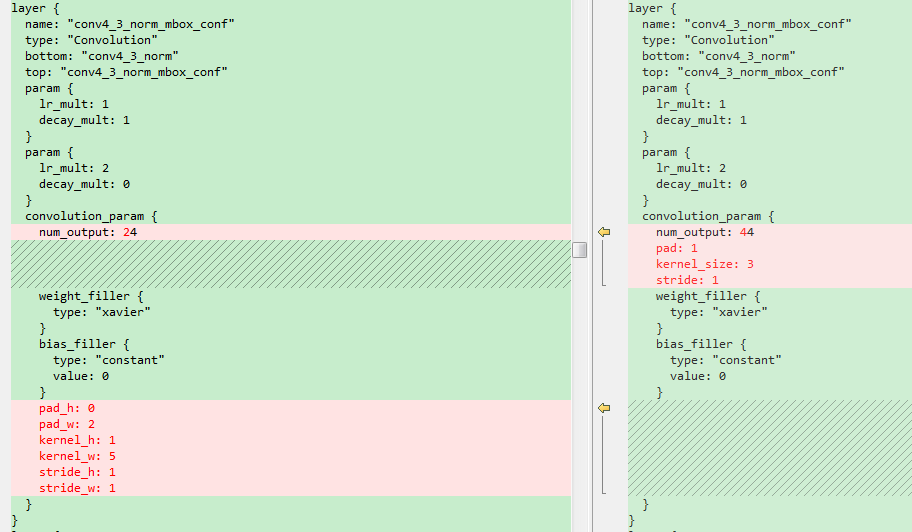 layer {
  name: "conv4_3_norm_mbox_conf"
  type: "Convolution"
  bottom: "conv4_3_norm"
  top: "conv4_3_norm_mbox_conf"
  param {
    lr_mult: 1
    decay_mult: 1
  }
  param {
    lr_mult: 2
    decay_mult: 0
  }
  convolution_param {
    num_output: 24
    weight_filler {
      type: "xavier"
    }
    bias_filler {
      type: "constant"
      value: 0
    }
    pad_h: 0
    pad_w: 2
    kernel_h: 1
    kernel_w: 5
    stride_h: 1
    stride_w: 1
  }
}
layer {
  name: "conv4_3_norm_mbox_conf"
  type: "Convolution"
  bottom: "conv4_3_norm"
  top: "conv4_3_norm_mbox_conf"
  param {
    lr_mult: 1
    decay_mult: 1
  }
  param {
    lr_mult: 2
    decay_mult: 0
  }
  convolution_param {
    num_output: 44
    pad: 1
    kernel_size: 3
    stride: 1
    weight_filler {
      type: "xavier"
    }
    bias_filler {
      type: "constant"
      value: 0
    }
  }
}